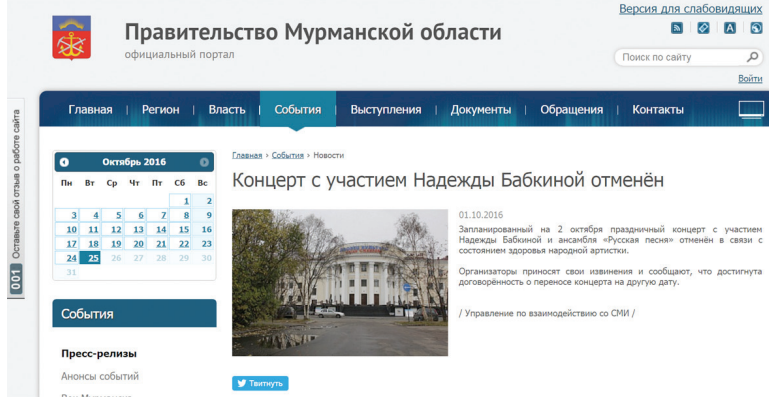 Версия для слабовидящих
Правительство Мурманской области
официальный портал
Поиск по сайту
Войти
Главная | Регион | Власть | События | Выступления | Документы | Обращения | Контакты
001 Оставьте свой отзыв о работе сайта
Октябрь 2016
Пн Вт Ср Чт Пт Сб Вс
1 2
3 4 5 6 7 8 9
10 11 12 13 14 15 16
17 18 19 20 21 22 23
24 25 26 27 28 29 30
31
События
Пресс-релизы
Анонсы событий
Главная › События › Новости
Концерт с участием Надежды Бабкиной отменён
01.10.2016
Запланированный на 2 октября праздничный концерт с участием
Надежды Бабкиной и ансамбля «Русская песня» отменён в связи с
состоянием здоровья народной артистки.
Организаторы приносят свои извинения и сообщают, что достигнута
договорённость о переносе концерта на другую дату.
/ Управление по взаимодействию со СМИ /
Твитнуть